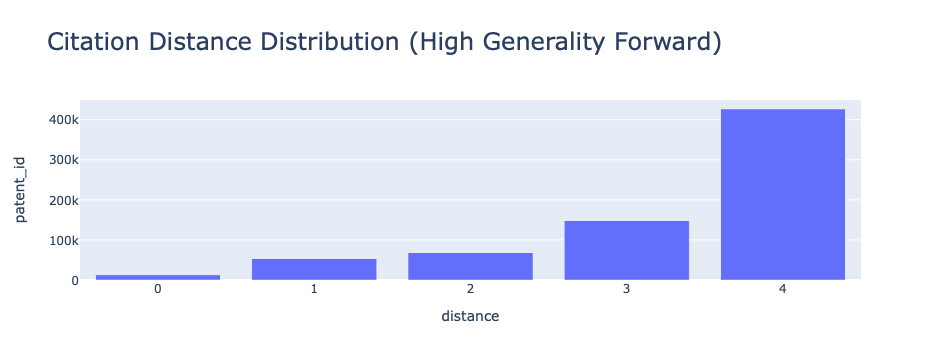 Citation Distance Distribution (High Generality Forward)
400k
300k
200k
100k
0
patent_id
0 1 2 3 4
distance